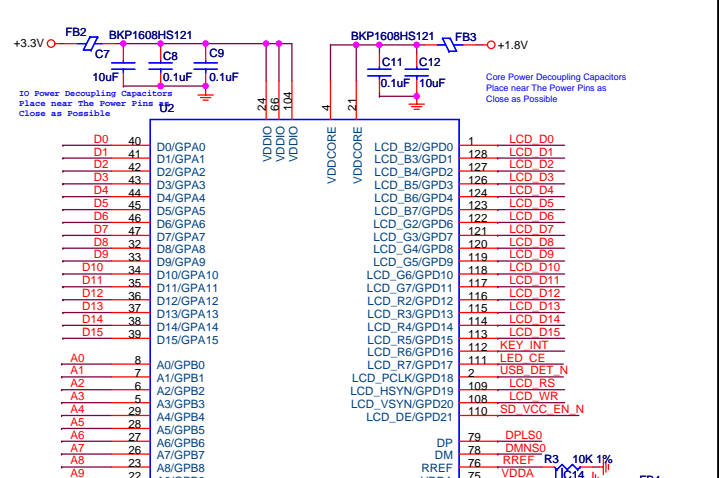 FB2 BKP1608HS121 BKP1608HS121 FB3
+3.3V +1.8V
C7 C8 C9 C11 C12
10uF 0.1uF 0.1uF 0.1uF 10uF
IO Power Decoupling Capacitors
Place near The Power Pins as
Close as Possible
Core Power Decoupling Capacitors
Place near The Power Pins as
Close as Possible
U2
24 66 104 4 21
VDDIO VDDIO VDDIO VDDCORE VDDCORE
D0 40 D0/GPA0 LCD_B2/GPD0 1 LCD_D0
D1 41 D1/GPA1 LCD_B3/GPD1 128 LCD_D1
D2 42 D2/GPA2 LCD_B4/GPD2 127 LCD_D2
D3 43 D3/GPA3 LCD_B5/GPD3 126 LCD_D3
D4 44 D4/GPA4 LCD_B6/GPD4 124 LCD_D4
D5 45 D5/GPA5 LCD_B7/GPD5 123 LCD_D5
D6 46 D6/GPA6 LCD_G2/GPD6 122 LCD_D6
D7 47 D7/GPA7 LCD_G3/GPD7 121 LCD_D7
D8 32 D8/GPA8 LCD_G4/GPD8 120 LCD_D8
D9 33 D9/GPA9 LCD_G5/GPD9 119 LCD_D9
D10 34 D10/GPA10 LCD_G6/GPD10 118 LCD_D10
D11 35 D11/GPA11 LCD_G7/GPD11 117 LCD_D11
D12 36 D12/GPA12 LCD_R2/GPD12 116 LCD_D12
D13 37 D13/GPA13 LCD_R3/GPD13 115 LCD_D13
D14 38 D14/GPA14 LCD_R4/GPD14 114 LCD_D14
D15 39 D15/GPA15 LCD_R5/GPD15 113 LCD_D15
LCD_R6/GPD16 112 KEY_INT
A0 8 A0/GPB0 LCD_R7/GPD17 111 LED_CE
A1 7 A1/GPB1 LCD_PCLK/GPD18 2 USB_DET_N
A2 6 A2/GPB2 LCD_HSYN/GPD19 109 LCD_RS
A3 5 A3/GPB3 LCD_VSYN/GPD20 108 LCD_WR
A4 29 A4/GPB4 LCD_DE/GPD21 110 SD_VCC_EN_N
A5 28 A5/GPB5
A6 27 A6/GPB6 DP 79 DPLS0
A7 26 A7/GPB7 DM 78 DMNS0
A8 23 A8/GPB8 RREF 76 RREF R3 10K 1%
A9 22 75 VDDA C14